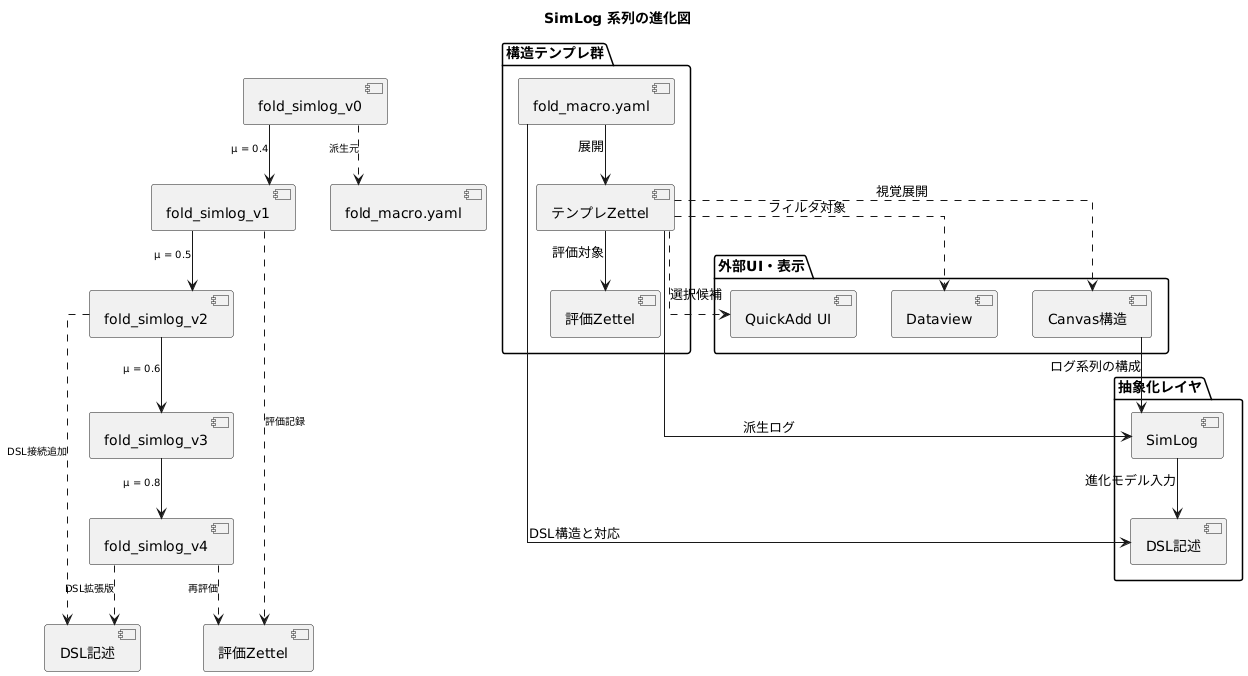 SimLog 系列の進化図
構造テンプレ群
fold_simlog_v0
fold_macro.yaml
μ = 0.4
派生元
展開
fold_simlog_v1
fold_macro.yaml
テンプレZettel
視覚展開
フィルタ対象
μ = 0.5
評価対象
外部UI・表示
選択候補
fold_simlog_v2
評価Zettel
QuickAdd UI
Dataview
Canvas構造
μ = 0.6
ログ系列の構成
抽象化レイヤ
評価記録
派生ログ
fold_simlog_v3
SimLog
DSL接続追加
μ = 0.8
進化モデル入力
DSL構造と対応
fold_simlog_v4
DSL記述
DSL拡張版
再評価
DSL記述
評価Zettel